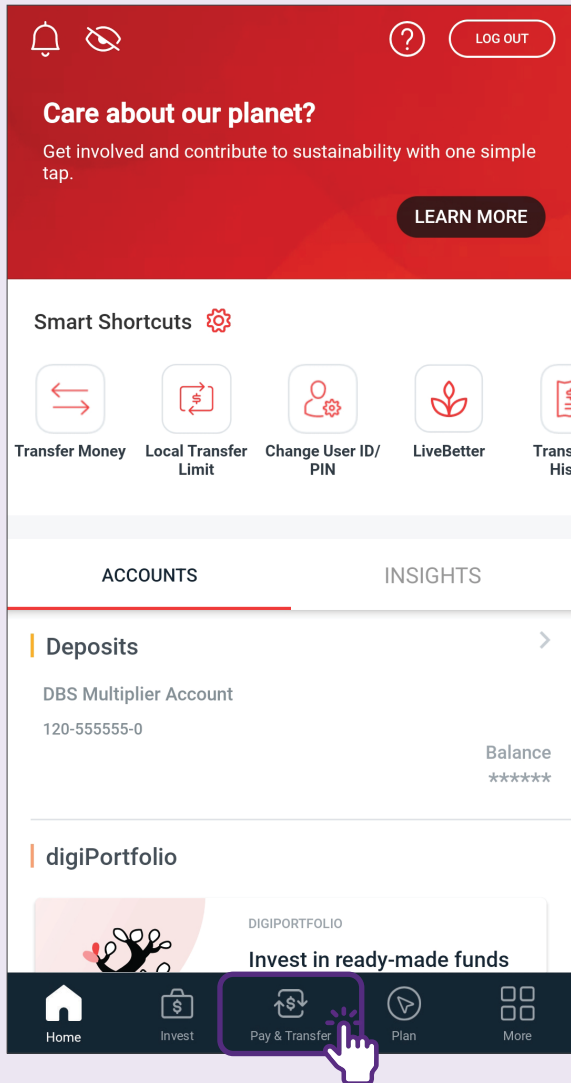 LOG OUT
Care about our planet?
Get involved and contribute to sustainability with one simple
tap.
LEARN MORE
Smart Shortcuts
Transfer Money
Local Transfer
Limit
Change User ID/
PIN
LiveBetter
Trans
His
ACCOUNTS
INSIGHTS
Deposits
DBS Multiplier Account
120-555555-0
Balance
******
digiPortfolio
DIGIPORTFOLIO
Invest in ready-made funds
Home
Invest
Pay & Transfer
Plan
More